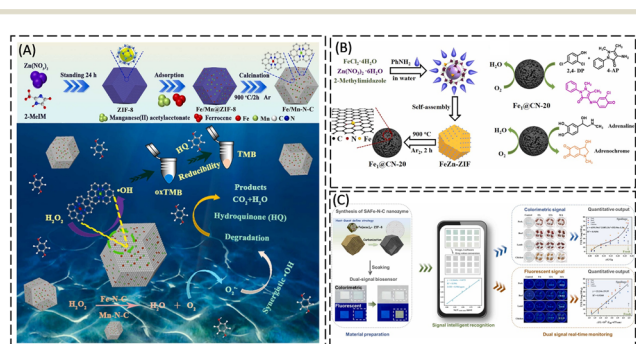 (A)
Zn(NO3)2
2-MeIM
Standing 24 h
Adsorption
Calcination
900 °C/2h Ar
ZIF-8
Fe/Mn@ZIF-8
Fe/Mn-N-C
Manganese(II) acetylacetonate
Ferrocene
Fe Mn C N
HQ
TMB
Reducibility
oxTMB
•OH
H2O2
Products
CO2+H2O
Hydroquinone (HQ)
Degradation
Synergistic •OH
Fe-N-C
H2O2
H2O + O2
Mn-N-C
(B)
FeCl2·4H2O
Zn(NO3)2·6H2O
2-Methylimidazole
PhNH2
in water
Self-assembly
C N Fe
900 °C
Ar2, 2 h
Fe1@CN-20
FeZn-ZIF
H2O
O2
2,4- DP
4-AP
Fe1@CN-20
H2O
O2
Adrenaline
Adrenochrome
(C)
Synthesis of SAFe-N-C nanozyme
Soaking
Dual-signal biosensor
Colorimetric
Fluorescent
Material preparation
Signal intelligent recognition
Colorimetric signal
Quantitative output
Fluorescent signal
Quantitative output
Dual signal real-time monitoring